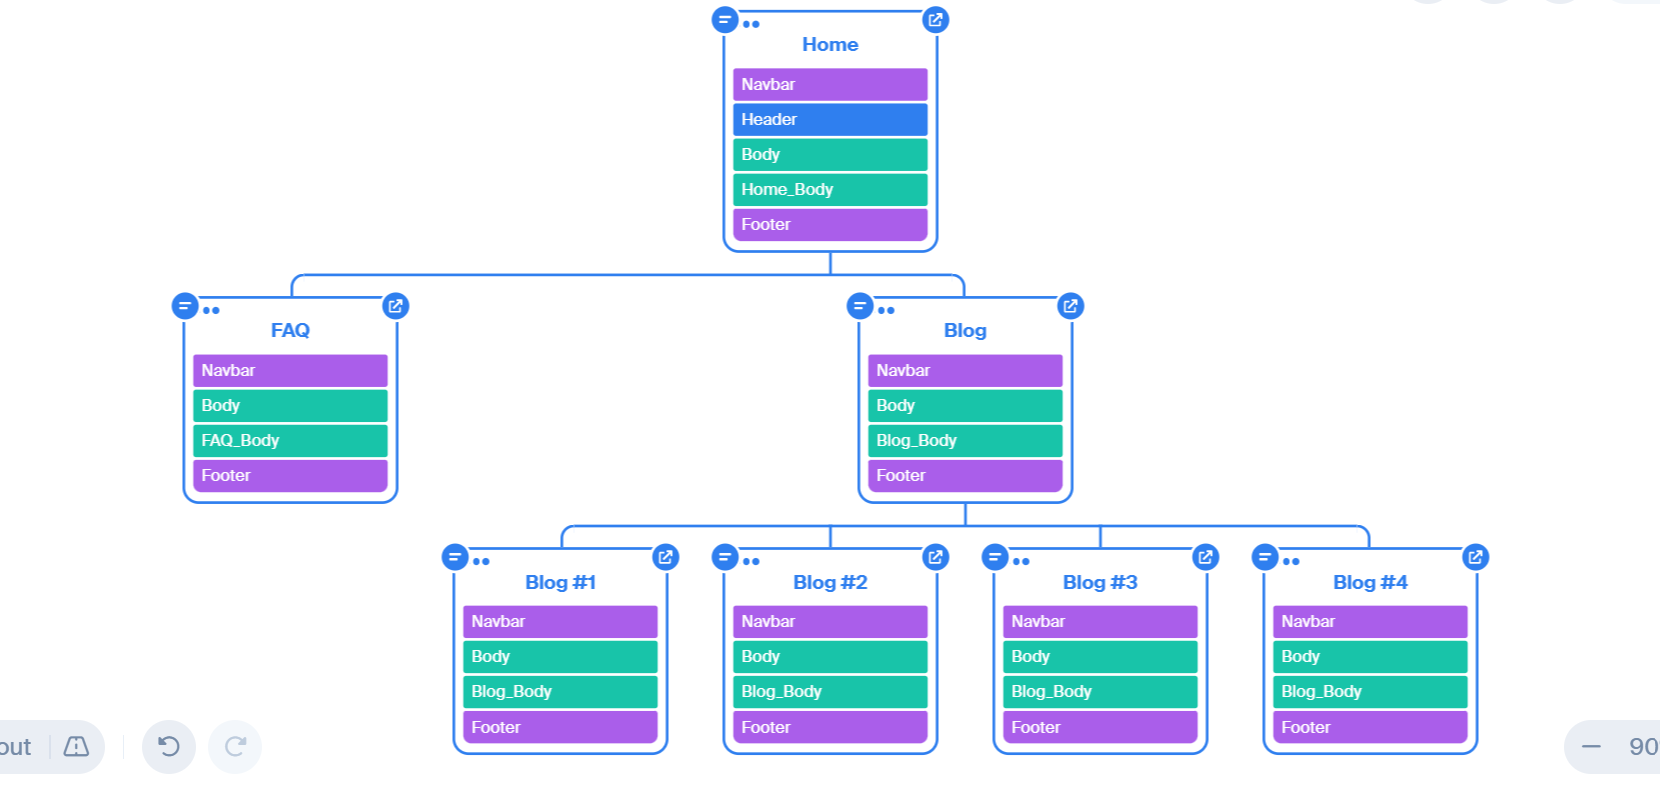 Home
Navbar
Header
Body
Home_Body
Footer
FAQ
Navbar
Body
FAQ_Body
Footer
Blog
Navbar
Body
Blog_Body
Footer
Blog #1
Navbar
Body
Blog_Body
Footer
Blog #2
Navbar
Body
Blog_Body
Footer
Blog #3
Navbar
Body
Blog_Body
Footer
Blog #4
Navbar
Body
Blog_Body
Footer
out
90